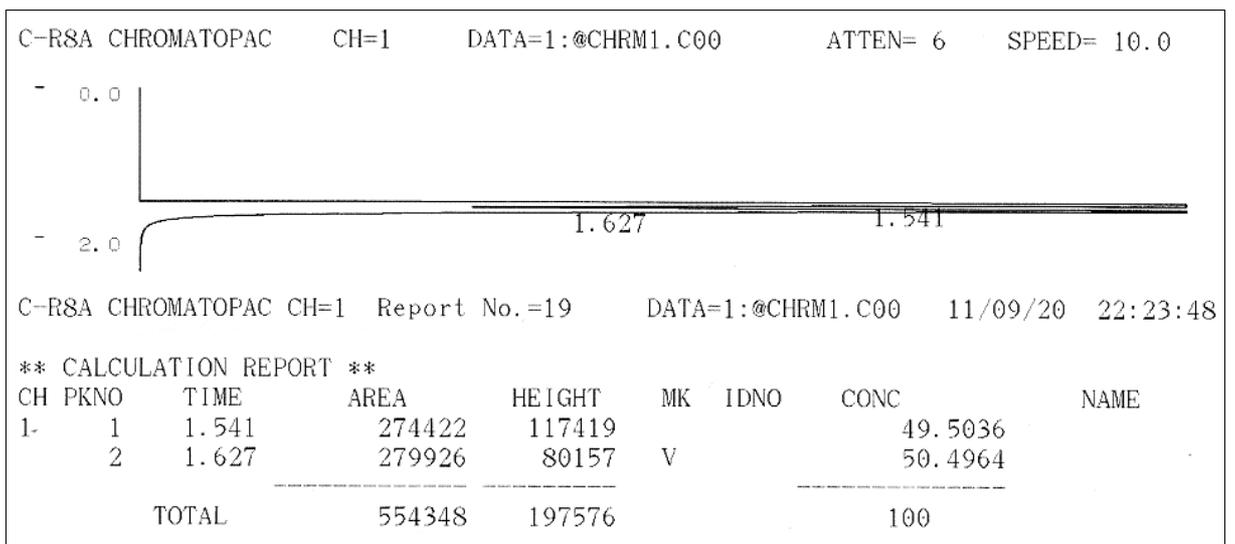 C-R8A CHROMATOPAC CH=1 DATA=1:@CHRM1.C00 ATTEN= 6 SPEED= 10.0
0.0
1.627 1.541
2.0
C-R8A CHROMATOPAC CH=1 Report No.=19 DATA=1:@CHRM1.C00 11/09/20 22:23:48
** CALCULATION REPORT **
CH PKNO TIME AREA HEIGHT MK IDNO CONC NAME
1 1 1.541 274422 117419 49.5036
2 1.627 279926 80157 V 50.4964
TOTAL 554348 197576 100